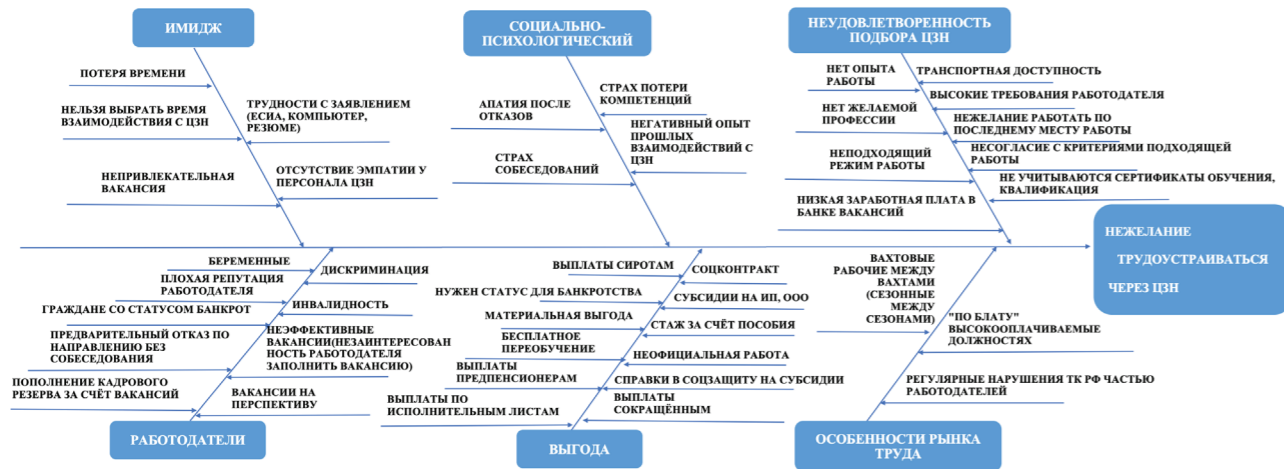 ИМИДЖ
СОЦИАЛЬНО-
ПСИХОЛОГИЧЕСКИЙ
НЕУДОВЛЕТВОРЕННОСТЬ
ПОДБОРА ЦЗН
ПОТЕРЯ ВРЕМЕНИ
НЕЛЬЗЯ ВЫБРАТЬ ВРЕМЯ
ВЗАИМОДЕЙСТВИЯ С ЦЗН
ТРУДНОСТИ С ЗАЯВЛЕНИЕМ
(ЕСИА, КОМПЬЮТЕР,
РЕЗЮМЕ)
НЕПРИВЛЕКАТЕЛЬНАЯ
ВАКАНСИЯ
ОТСУТСТВИЕ ЭМПАТИИ У
ПЕРСОНАЛА ЦЗН
СТРАХ ПОТЕРИ
КОМПЕТЕНЦИЙ
АПАТИЯ ПОСЛЕ
ОТКАЗОВ
НЕГАТИВНЫЙ ОПЫТ
ПРОШЛЫХ
ВЗАИМОДЕЙСТВИЙ С
ЦЗН
СТРАХ
СОБЕСЕДОВАНИЙ
НЕТ ОПЫТА
РАБОТЫ
ТРАНСПОРТНАЯ ДОСТУПНОСТЬ
ВЫСОКИЕ ТРЕБОВАНИЯ РАБОТОДАТЕЛЯ
НЕТ ЖЕЛАЕМОЙ
ПРОФЕССИИ
НЕЖЕЛАНИЕ РАБОТАТЬ ПО
ПОСЛЕДНЕМУ МЕСТУ РАБОТЫ
НЕСОГЛАСИЕ С КРИТЕРИЯМИ ПОДХОДЯЩЕЙ
РАБОТЫ
НЕПОДХОДЯЩИЙ
РЕЖИМ РАБОТЫ
НЕ УЧИТЫВАЮТСЯ СЕРТИФИКАТЫ ОБУЧЕНИЯ,
КВАЛИФИКАЦИЯ
НИЗКАЯ ЗАРАБОТНАЯ ПЛАТА В
БАНКЕ ВАКАНСИЙ
НЕЖЕЛАНИЕ
ТРУДОУСТРАИВАТЬСЯ
ЧЕРЕЗ ЦЗН
БЕРЕМЕННЫЕ
ДИСКРИМИНАЦИЯ
ПЛОХАЯ РЕПУТАЦИЯ
РАБОТОДАТЕЛЯ
ИНВАЛИДНОСТЬ
ГРАЖДАНЕ СО СТАТУСОМ БАНКРОТ
НЕЭФФЕКТИВНЫЕ
ВАКАНСИИ(НЕЗАИНТЕРЕСОВАН
НОСТЬ РАБОТОДАТЕЛЯ
ЗАПОЛНИТЬ ВАКАНСИЮ)
ПРЕДВАРИТЕЛЬНЫЙ ОТКАЗ ПО
НАПРАВЛЕНИЮ БЕЗ
СОБЕСЕДОВАНИЯ
ПОПОЛНЕНИЕ КАДРОВОГО
РЕЗЕРВА ЗА СЧЁТ ВАКАНСИЙ
ВАКАНСИИ НА
ПЕРСПЕКТИВУ
РАБОТОДАТЕЛИ
ВЫПЛАТЫ СИРОТАМ
СОЦКОНТРАКТ
НУЖЕН СТАТУС ДЛЯ БАНКРОТСТВА
СУБСИДИИ НА ИП, ООО
МАТЕРИАЛЬНАЯ ВЫГОДА
СТАЖ ЗА СЧЁТ ПОСОБИЯ
БЕСПЛАТНОЕ
ПЕРЕОБУЧЕНИЕ
НЕОФИЦИАЛЬНАЯ РАБОТА
ВЫПЛАТЫ
ПРЕДПЕНСИОНЕРАМ
СПРАВКИ В СОЦЗАЩИТУ НА СУБСИДИИ
ВЫПЛАТЫ ПО
ИСПОЛНИТЕЛЬНЫМ ЛИСТАМ
ВЫПЛАТЫ
СОКРАЩЁННЫМ
ВЫГОДА
ВАХТОВЫЕ
РАБОЧИЕ МЕЖДУ
ВАХТАМИ
(СЕЗОННЫЕ
МЕЖДУ
СЕЗОНАМИ)
"ПО БЛАТУ"
ВЫСОКООПЛАЧИВАЕМЫЕ
ДОЛЖНОСТЯХ
РЕГУЛЯРНЫЕ НАРУШЕНИЯ ТК РФ ЧАСТЬЮ
РАБОТОДАТЕЛЕЙ
ОСОБЕННОСТИ РЫНКА
ТРУДА